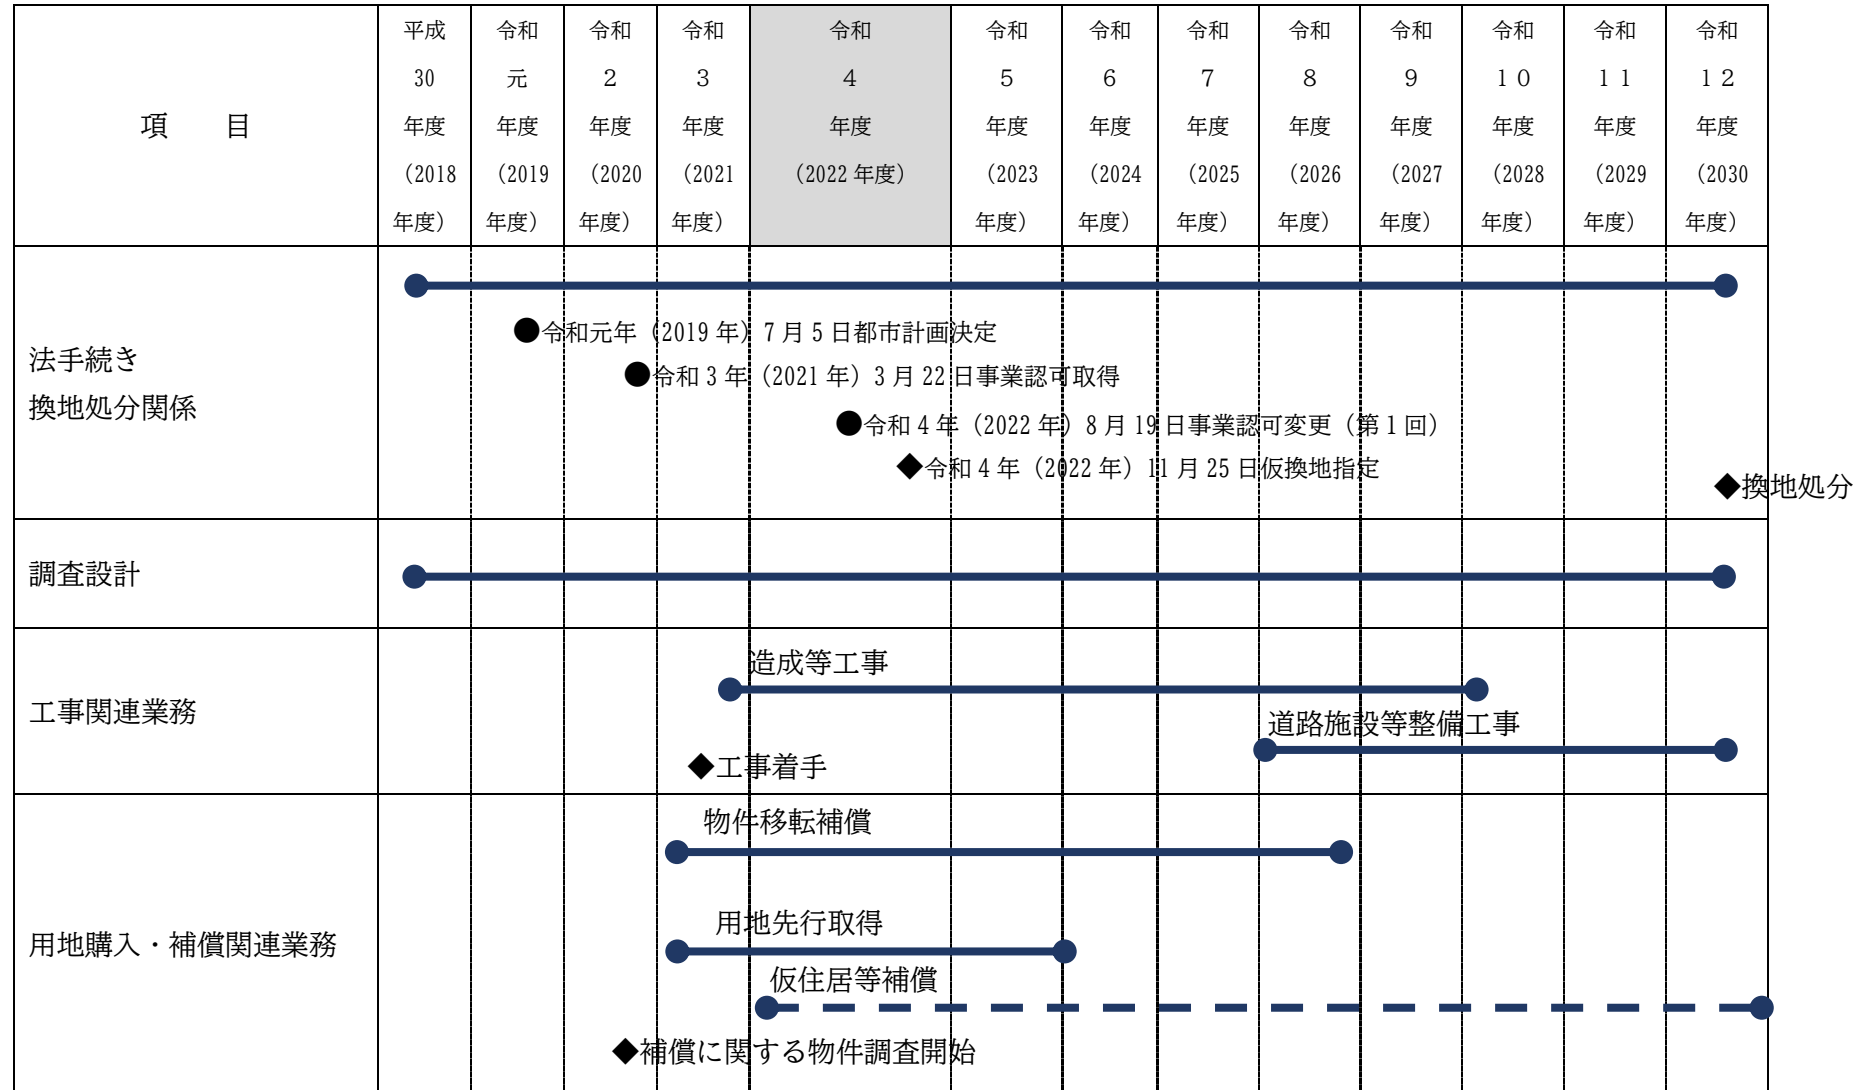 項　　目
平成
30
年度
（2018
年度）
令和
元
年度
（2019
年度）
令和
２
年度
（2020
年度）
令和
３
年度
（2021
年度）
令和
４
年度
（2022 年度）
令和
５
年度
（2023
年度）
令和
６
年度
（2024
年度）
令和
７
年度
（2025
年度）
令和
８
年度
（2026
年度）
令和
９
年度
（2027
年度）
令和
１０
年度
（2028
年度）
令和
１１
年度
（2029
年度）
令和
１２
年度
（2030
年度）
法手続き
換地処分関係
●令和元年（2019 年）7 月 5 日都市計画決定
●令和 3 年（2021 年）3 月 22 日事業認可取得
●令和 4 年（2022 年）8 月 19 日事業認可変更（第 1 回）
◆令和 4 年（2022 年）11 月 25 日仮換地指定
◆換地処分
調査設計
工事関連業務
造成等工事
道路施設等整備工事
◆工事着手
用地購入・補償関連業務
物件移転補償
用地先行取得
仮住居等補償
◆補償に関する物件調査開始